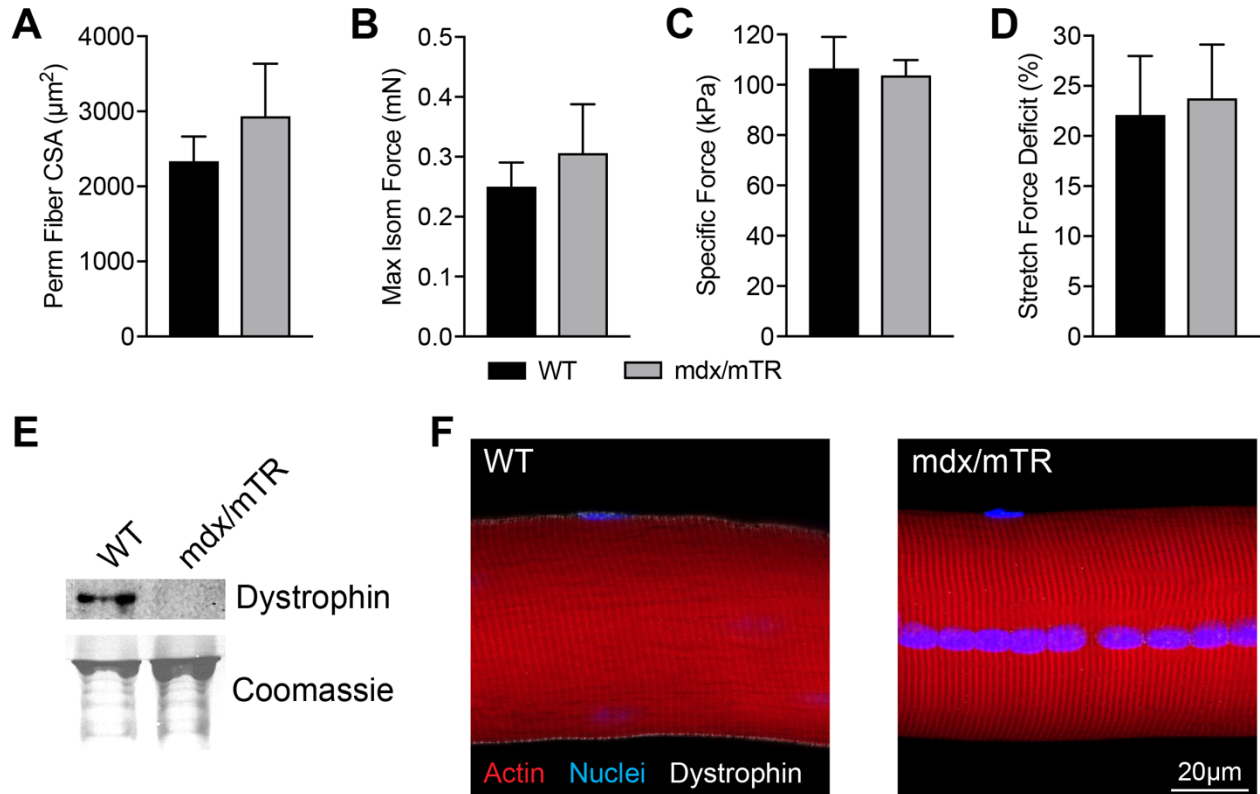 A
Perm Fiber CSA (µm²)
4000
3000
2000
1000
0
B
Max Isom Force (mN)
0.5
0.4
0.3
0.2
0.1
0.0
C
Specific Force (kPa)
120
100
80
60
40
20
0
D
Stretch Force Deficit (%)
30
25
20
15
10
5
0
WT
mdx/mTR
E
WT
mdx/mTR
Dystrophin
Coomassie
F
WT
Actin Nuclei Dystrophin
mdx/mTR
20µm